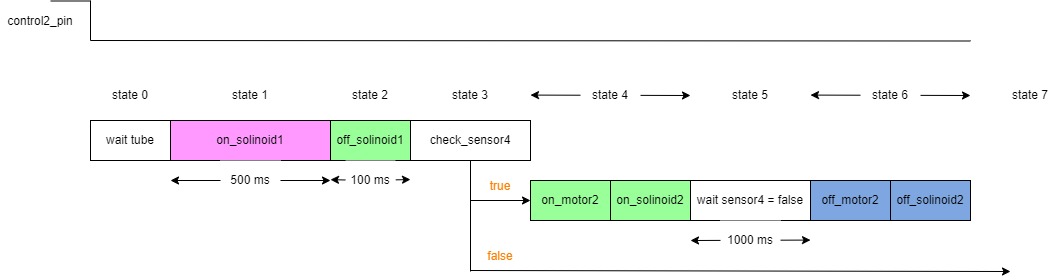 control2_pin
state 0
state 1
state 2
state 3
state 4
state 5
state 6
state 7
wait tube
on_solinoid1
off_solinoid1
check_sensor4
500 ms
100 ms
true
on_motor2
on_solinoid2
wait sensor4 = false
off_motor2
off_solinoid2
1000 ms
false